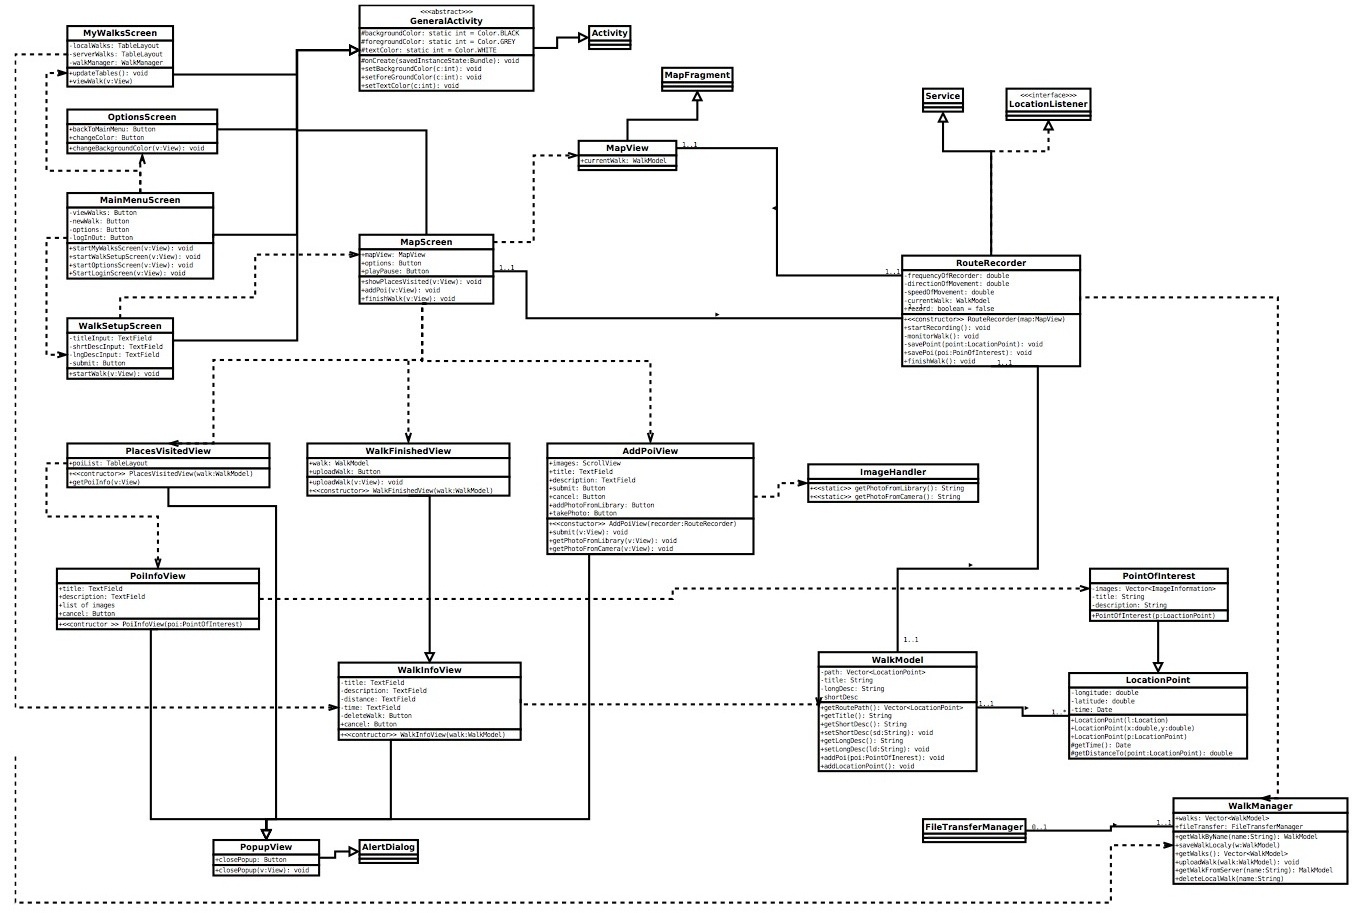 <<<abstract>>>
GeneralActivity
#backgroundColor: static int = Color.BLACK
#foregroundColor: static int = Color.GREY
#textColor: static int = Color.WHITE
#onCreate(savedInstanceState:Bundle): void
+setBackgroundColor(c:int): void
+setForeGroundColor(c:int): void
+setTextColor(c:int): void
Activity
MyWalksScreen
-localWalks: TableLayout
-serverWalks: TableLayout
-walkManager: WalkManager
+updateTables(): void
+viewWalk(v:View)
OptionsScreen
+backToMainMenu: Button
+changeColor: Button
+changeBackgroundColor(v:View): void
MainMenuScreen
-viewWalks: Button
-newWalk: Button
-options: Button
-logInOut: Button
+startMyWalksScreen(v:View): void
+startWalkSetupScreen(v:View): void
+startOptionsScreen(v:View): void
+StartLoginScreen(v:View): void
WalkSetupScreen
-titleInput: TextField
-shrtDescInput: TextField
-lngDescInput: TextField
-submit: Button
+startWalk(v:View): void
MapFragment
MapView
+currentWalk: WalkModel
1..1
Service
<<<interface>>>
LocationListener
MapScreen
+mapView: MapView
+options: Button
+playPause: Button
+showPlacesVisited(v:View): void
+addPoi(v:View): void
+finishWalk(v:View): void
1..1
RouteRecorder
-frequencyOfRecorder: double
-directionOfMovement: double
-speedOfMovement: double
-currentWalk: WalkModel
+record: boolean = false
+<<constructor>> RouteRecorder(map:MapView)
+startRecording(): void
-monitorWalk(): void
-savePoint(point:LocationPoint): void
+savePoi(poi:PoinOfInterest): void
+finishWalk(): void
1..1
1..1
1..1
PlacesVisitedView
+poiList: TableLayout
+<<contructor>> PlacesVisitedView(walk:WalkModel)
+getPoiInfo(v:View)
WalkFinishedView
+walk: WalkModel
+uploadWalk: Button
+uploadWalk(v:View): void
+<<constructor>> WalkFinishedView(walk:WalkModel)
AddPoiView
+images: ScrollView
+title: TextField
+description: TextField
+submit: Button
+cancel: Button
+addPhotoFromLibrary: Button
+takePhoto: Button
+<<constuctor>> AddPoiView(recorder:RouteRecorder)
+submit(v:View): void
+getPhotoFromLibrary(v:View): void
+getPhotoFromCamera(v:View): void
ImageHandler
+<<static>> getPhotoFromLibrary(): String
+<<static>> getPhotoFromCamera(): String
PoiInfoView
+title: TextField
+description: TextField
+list of images
+cancel: Button
+<<contructor >> PoiInfoView(poi:PointOfInterest)
PointOfInterest
-images: Vector<ImageInformation>
-title: String
-description: String
+PointOfInterest(p:LoactionPoint)
WalkInfoView
-title: TextField
-description: TextField
-distance: TextField
-time: TextField
-deleteWalk: Button
+cancel: Button
+<<constructor>> WalkInfoView(walk:WalkModel)
1..1
WalkModel
-path: Vector<LocationPoint>
-title: String
-longDesc: String
-shortDesc
+getRoutePath(): Vector<LocationPoint>
+getTitle(): String
+getShortDesc(): String
+setShortDesc(sd:String): void
+getLongDesc(): String
+setLongDesc(ld:String): void
+addPoi(poi:PointOfInerest): void
+addLocationPoint(): void
1..1
1..*
LocationPoint
-longitude: double
-latitude: double
-time: Date
+LocationPoint(l:Location)
+LocationPoint(x:double,y:double)
+LocationPoint(p:LocationPoint)
#getTime(): Date
#getDistanceTo(point:LocationPoint): double
PopupView
+closePopup: Button
+closePopup(v:View): void
AlertDialog
FileTransferManager
0..1
1..1
WalkManager
+walks: Vector<WalkModel>
+fileTransfer: FileTransferManager
+getWalkByName(name:String): WalkModel
+saveWalkLocaly(w:WalkModel)
+getWalks(): Vector<WalkModel>
+uploadWalk(walk:WalkModel): void
+getWalkFromServer(name:String): MalkModel
+deleteLocalWalk(name:String)